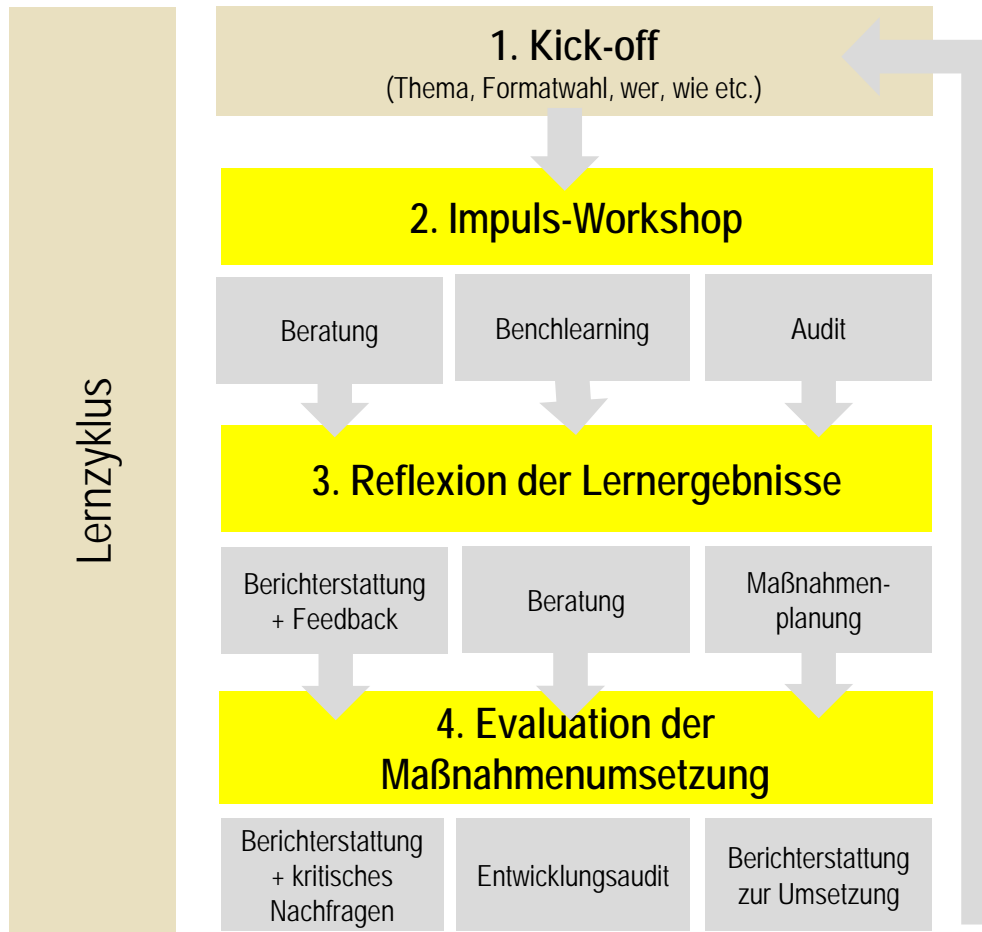 Lernzyklus
1. Kick-off
(Thema, Formatwahl, wer, wie etc.)
2. Impuls-Workshop
Beratung
Benchlearning
Audit
3. Reflexion der Lernergebnisse
Berichterstattung
+ Feedback
Beratung
Maßnahmen-
planung
4. Evaluation der
Maßnahmenumsetzung
Berichterstattung
+ kritisches
Nachfragen
Entwicklungsaudit
Berichterstattung
zur Umsetzung